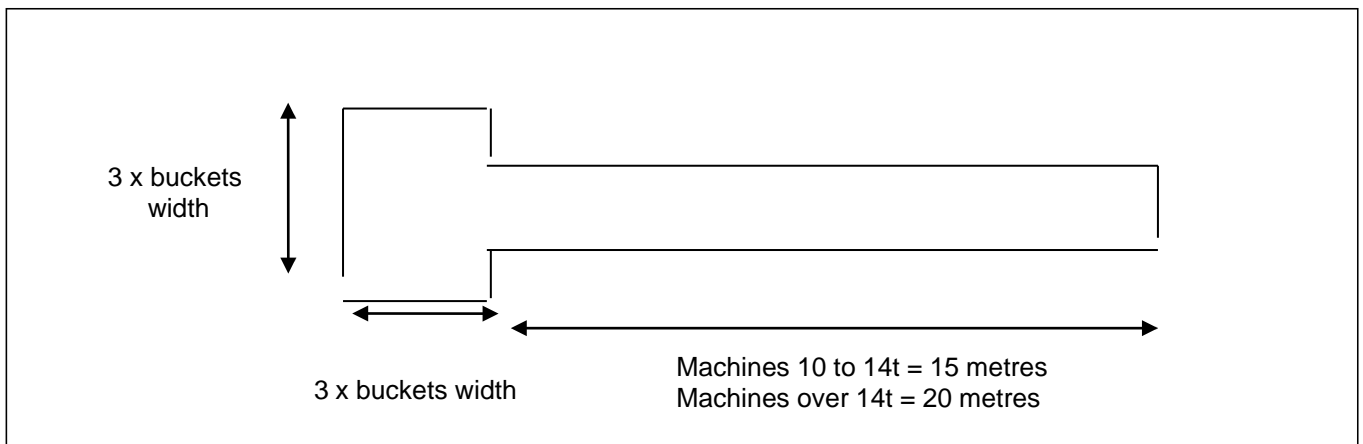 3 x buckets
width
3 x buckets width
Machines 10 to 14t = 15 metres
Machines over 14t = 20 metres